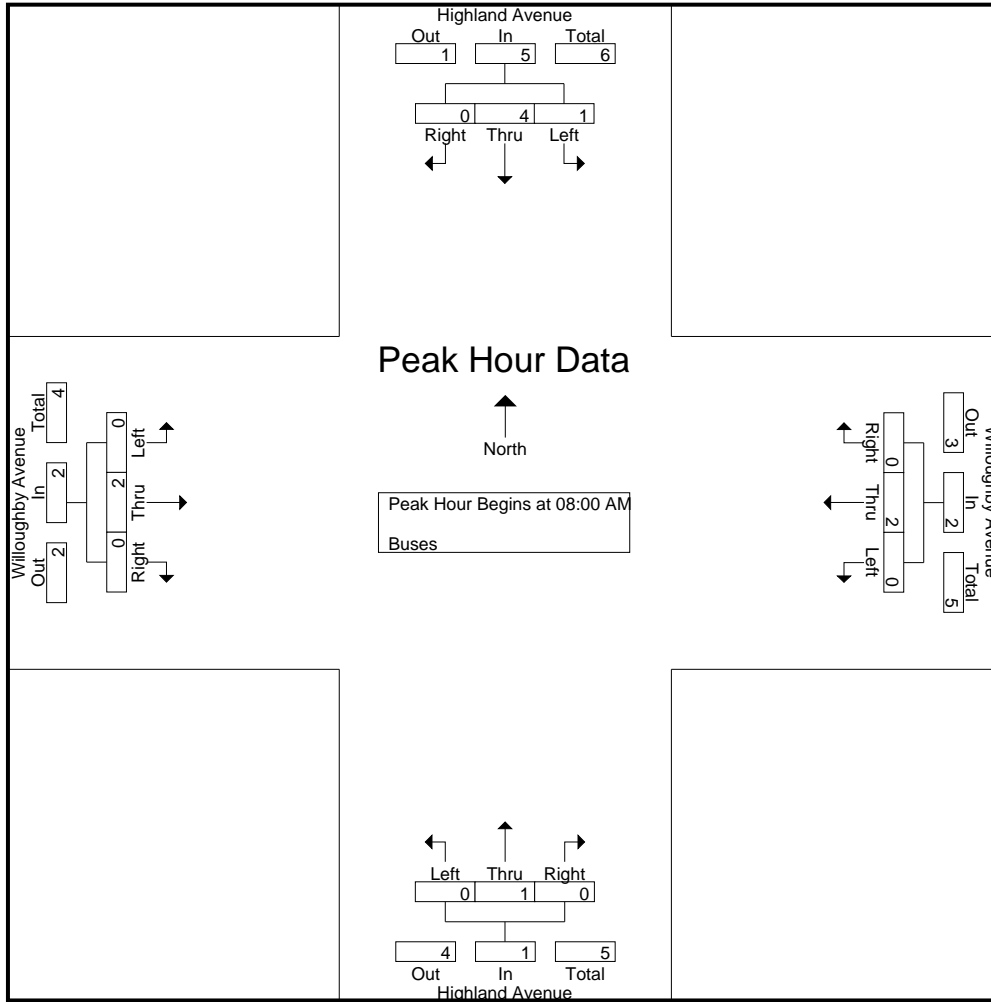 Highland Avenue
Out In Total
1 5 6
0 4 1
Right Thru Left
Peak Hour Data
North
Peak Hour Begins at 08:00 AM
Buses
Willoughby Avenue
Total In Out
4 2 2
0 2 0
Left Thru Right
Right Thru Left
0 2 0
3 2 5
Out In Total
Willoughby Avenue
Left Thru Right
0 1 0
4 1 5
Out In Total
Highland Avenue